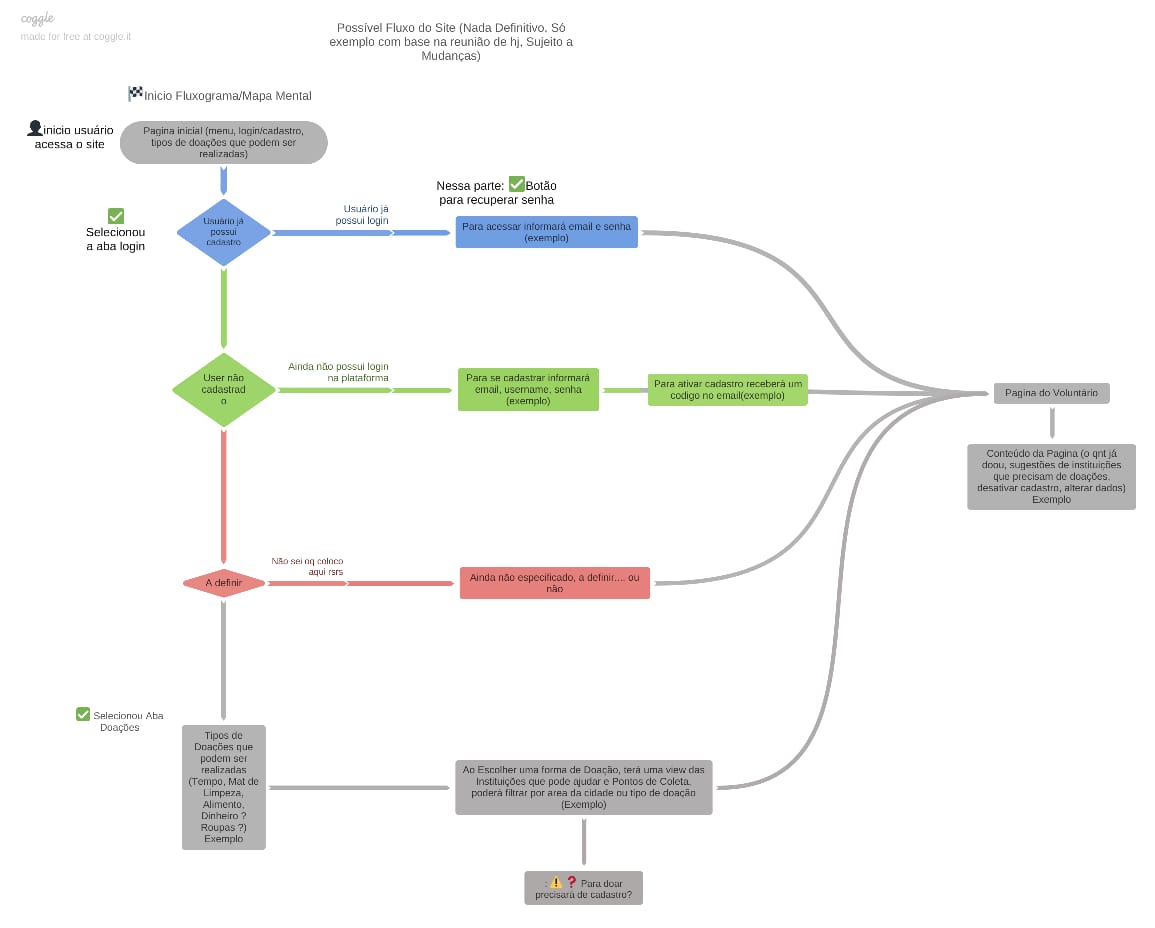 coggle
made for free at coggle.it
Possível Fluxo do Site (Nada Definitivo, Só
exemplo com base na reunião de hj, Sujeito a
Mudanças)
Inicio Fluxograma/Mapa Mental
inicio usuário
acessa o site
Pagina inicial (menu, login/cadastro,
tipos de doações que podem ser
realizadas)
Nessa parte: ✅Botão
para recuperar senha
✅
Selecionou
a aba login
Usuário já
possui
cadastro
Usuário já
possui login
Para acessar informará email e senha
(exemplo)
User não
cadastrad
o
Ainda não possui login
na plataforma
Para se cadastrar informará
email, username, senha
(exemplo)
Para ativar cadastro receberá um
codigo no email(exemplo)
Pagina do Voluntário
Conteúdo da Pagina (o qnt já
doou, sugestões de instituições
que precisam de doações,
desativar cadastro, alterar dados)
Exemplo
A definir
Não sei oq coloco
aqui rsrs
Ainda não especificado, a definir.... ou
não
✅ Selecionou Aba
Doações
Tipos de
Doações que
podem ser
realizadas
(Tempo, Mat de
Limpeza,
Alimento,
Dinheiro ?
Roupas ?)
Exemplo
Ao Escolher uma forma de Doação, terá uma view das
Instituições que pode ajudar e Pontos de Coleta,
poderá filtrar por area da cidade ou tipo de doação
(Exemplo)
:⚠️❓ Para doar
precisará de cadastro?